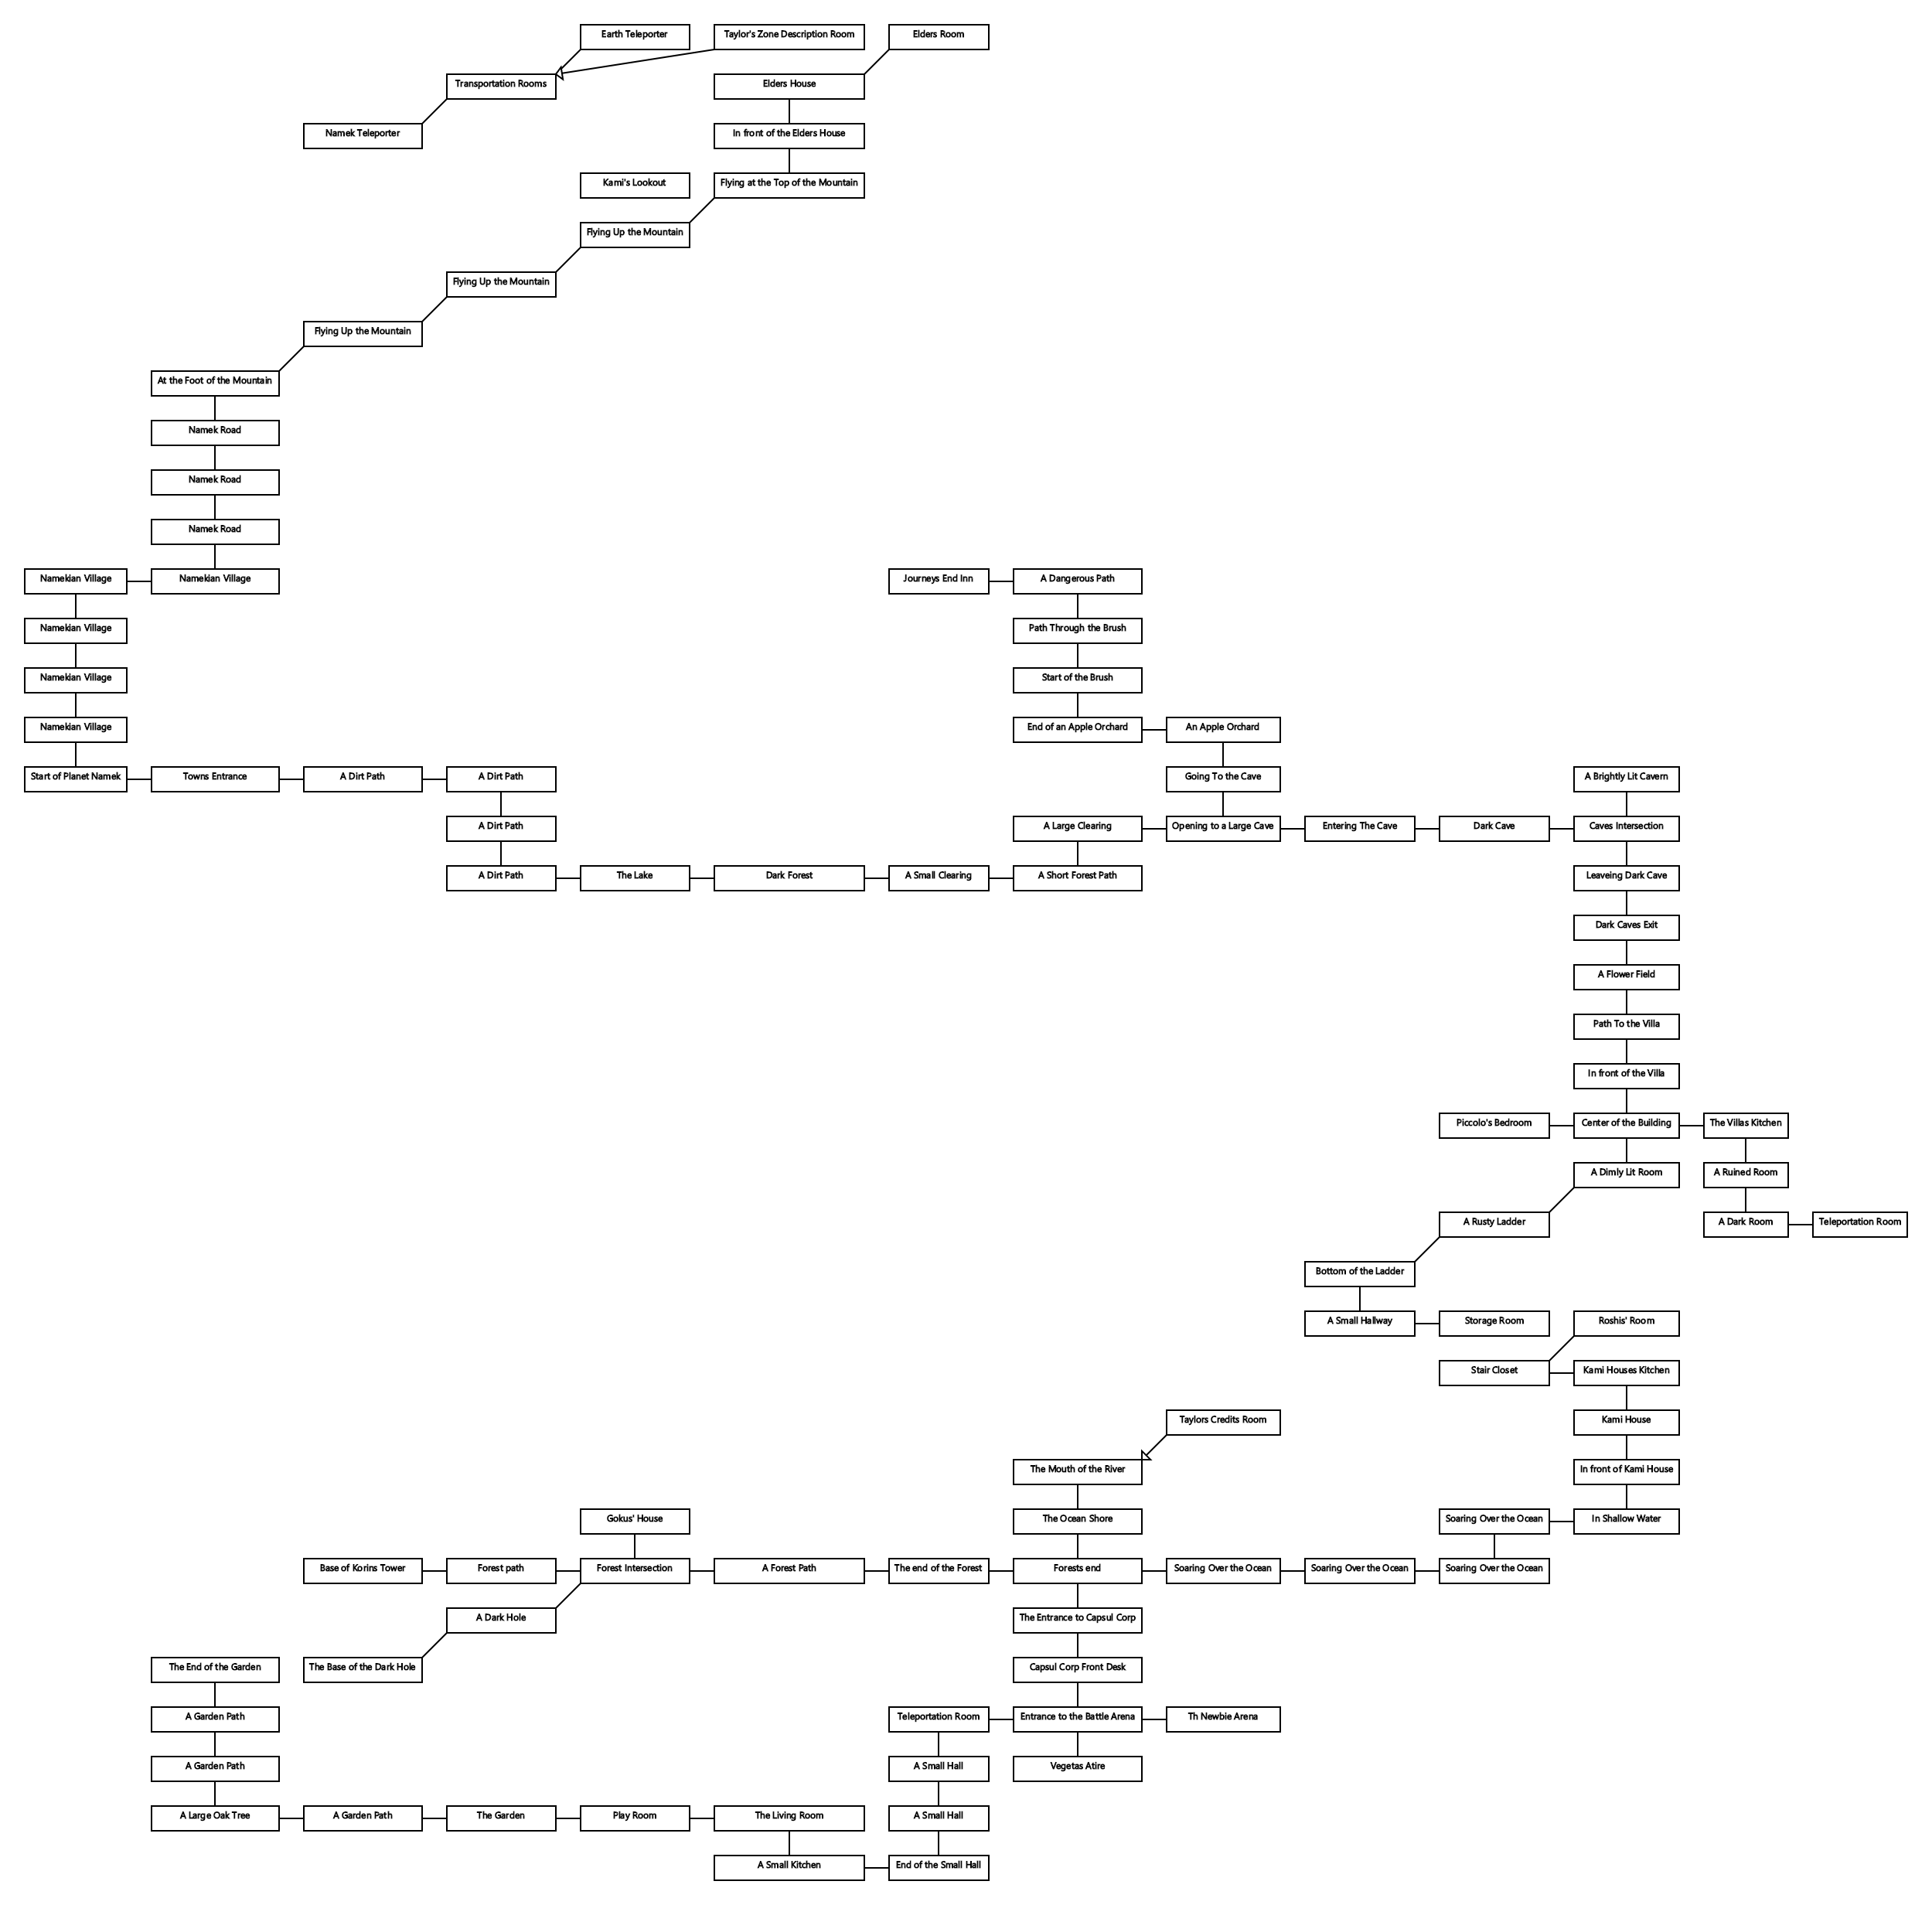 Earth Teleporter
Taylor's Zone Description Room
Elders Room
Transportation Rooms
Elders House
Namek Teleporter
In front of the Elders House
Kami's Lookout
Flying at the Top of the Mountain
Flying Up the Mountain
Flying Up the Mountain
Flying Up the Mountain
At the Foot of the Mountain
Namek Road
Namek Road
Namek Road
Namekian Village
Namekian Village
Journeys End Inn
A Dangerous Path
Namekian Village
Path Through the Brush
Namekian Village
Start of the Brush
Namekian Village
End of an Apple Orchard
An Apple Orchard
Start of Planet Namek
Towns Entrance
A Dirt Path
A Dirt Path
Going To the Cave
A Brightly Lit Cavern
A Dirt Path
A Large Clearing
Opening to a Large Cave
Entering The Cave
Dark Cave
Caves Intersection
A Dirt Path
The Lake
Dark Forest
A Small Clearing
A Short Forest Path
Leaveing Dark Cave
Dark Caves Exit
A Flower Field
Path To the Villa
In front of the Villa
Piccolo's Bedroom
Center of the Building
The Villas Kitchen
A Dimly Lit Room
A Ruined Room
A Rusty Ladder
A Dark Room
Teleportation Room
Bottom of the Ladder
A Small Hallway
Storage Room
Roshis' Room
Stair Closet
Kami Houses Kitchen
Taylors Credits Room
Kami House
The Mouth of the River
In front of Kami House
Gokus' House
The Ocean Shore
Soaring Over the Ocean
In Shallow Water
Base of Korins Tower
Forest path
Forest Intersection
A Forest Path
The end of the Forest
Forests end
Soaring Over the Ocean
Soaring Over the Ocean
Soaring Over the Ocean
A Dark Hole
The Entrance to Capsul Corp
The End of the Garden
The Base of the Dark Hole
Capsul Corp Front Desk
A Garden Path
Teleportation Room
Entrance to the Battle Arena
Th Newbie Arena
A Garden Path
A Small Hall
Vegetas Atire
A Large Oak Tree
A Garden Path
The Garden
Play Room
The Living Room
A Small Hall
A Small Kitchen
End of the Small Hall